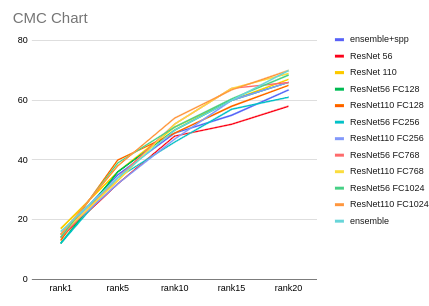 CMC Chart
80
60
40
20
0
rank1 rank5 rank10 rank15 rank20
ensemble+spp
ResNet 56
ResNet 110
ResNet56 FC128
ResNet110 FC128
ResNet56 FC256
ResNet110 FC256
ResNet56 FC768
ResNet110 FC768
ResNet56 FC1024
ResNet110 FC1024
ensemble